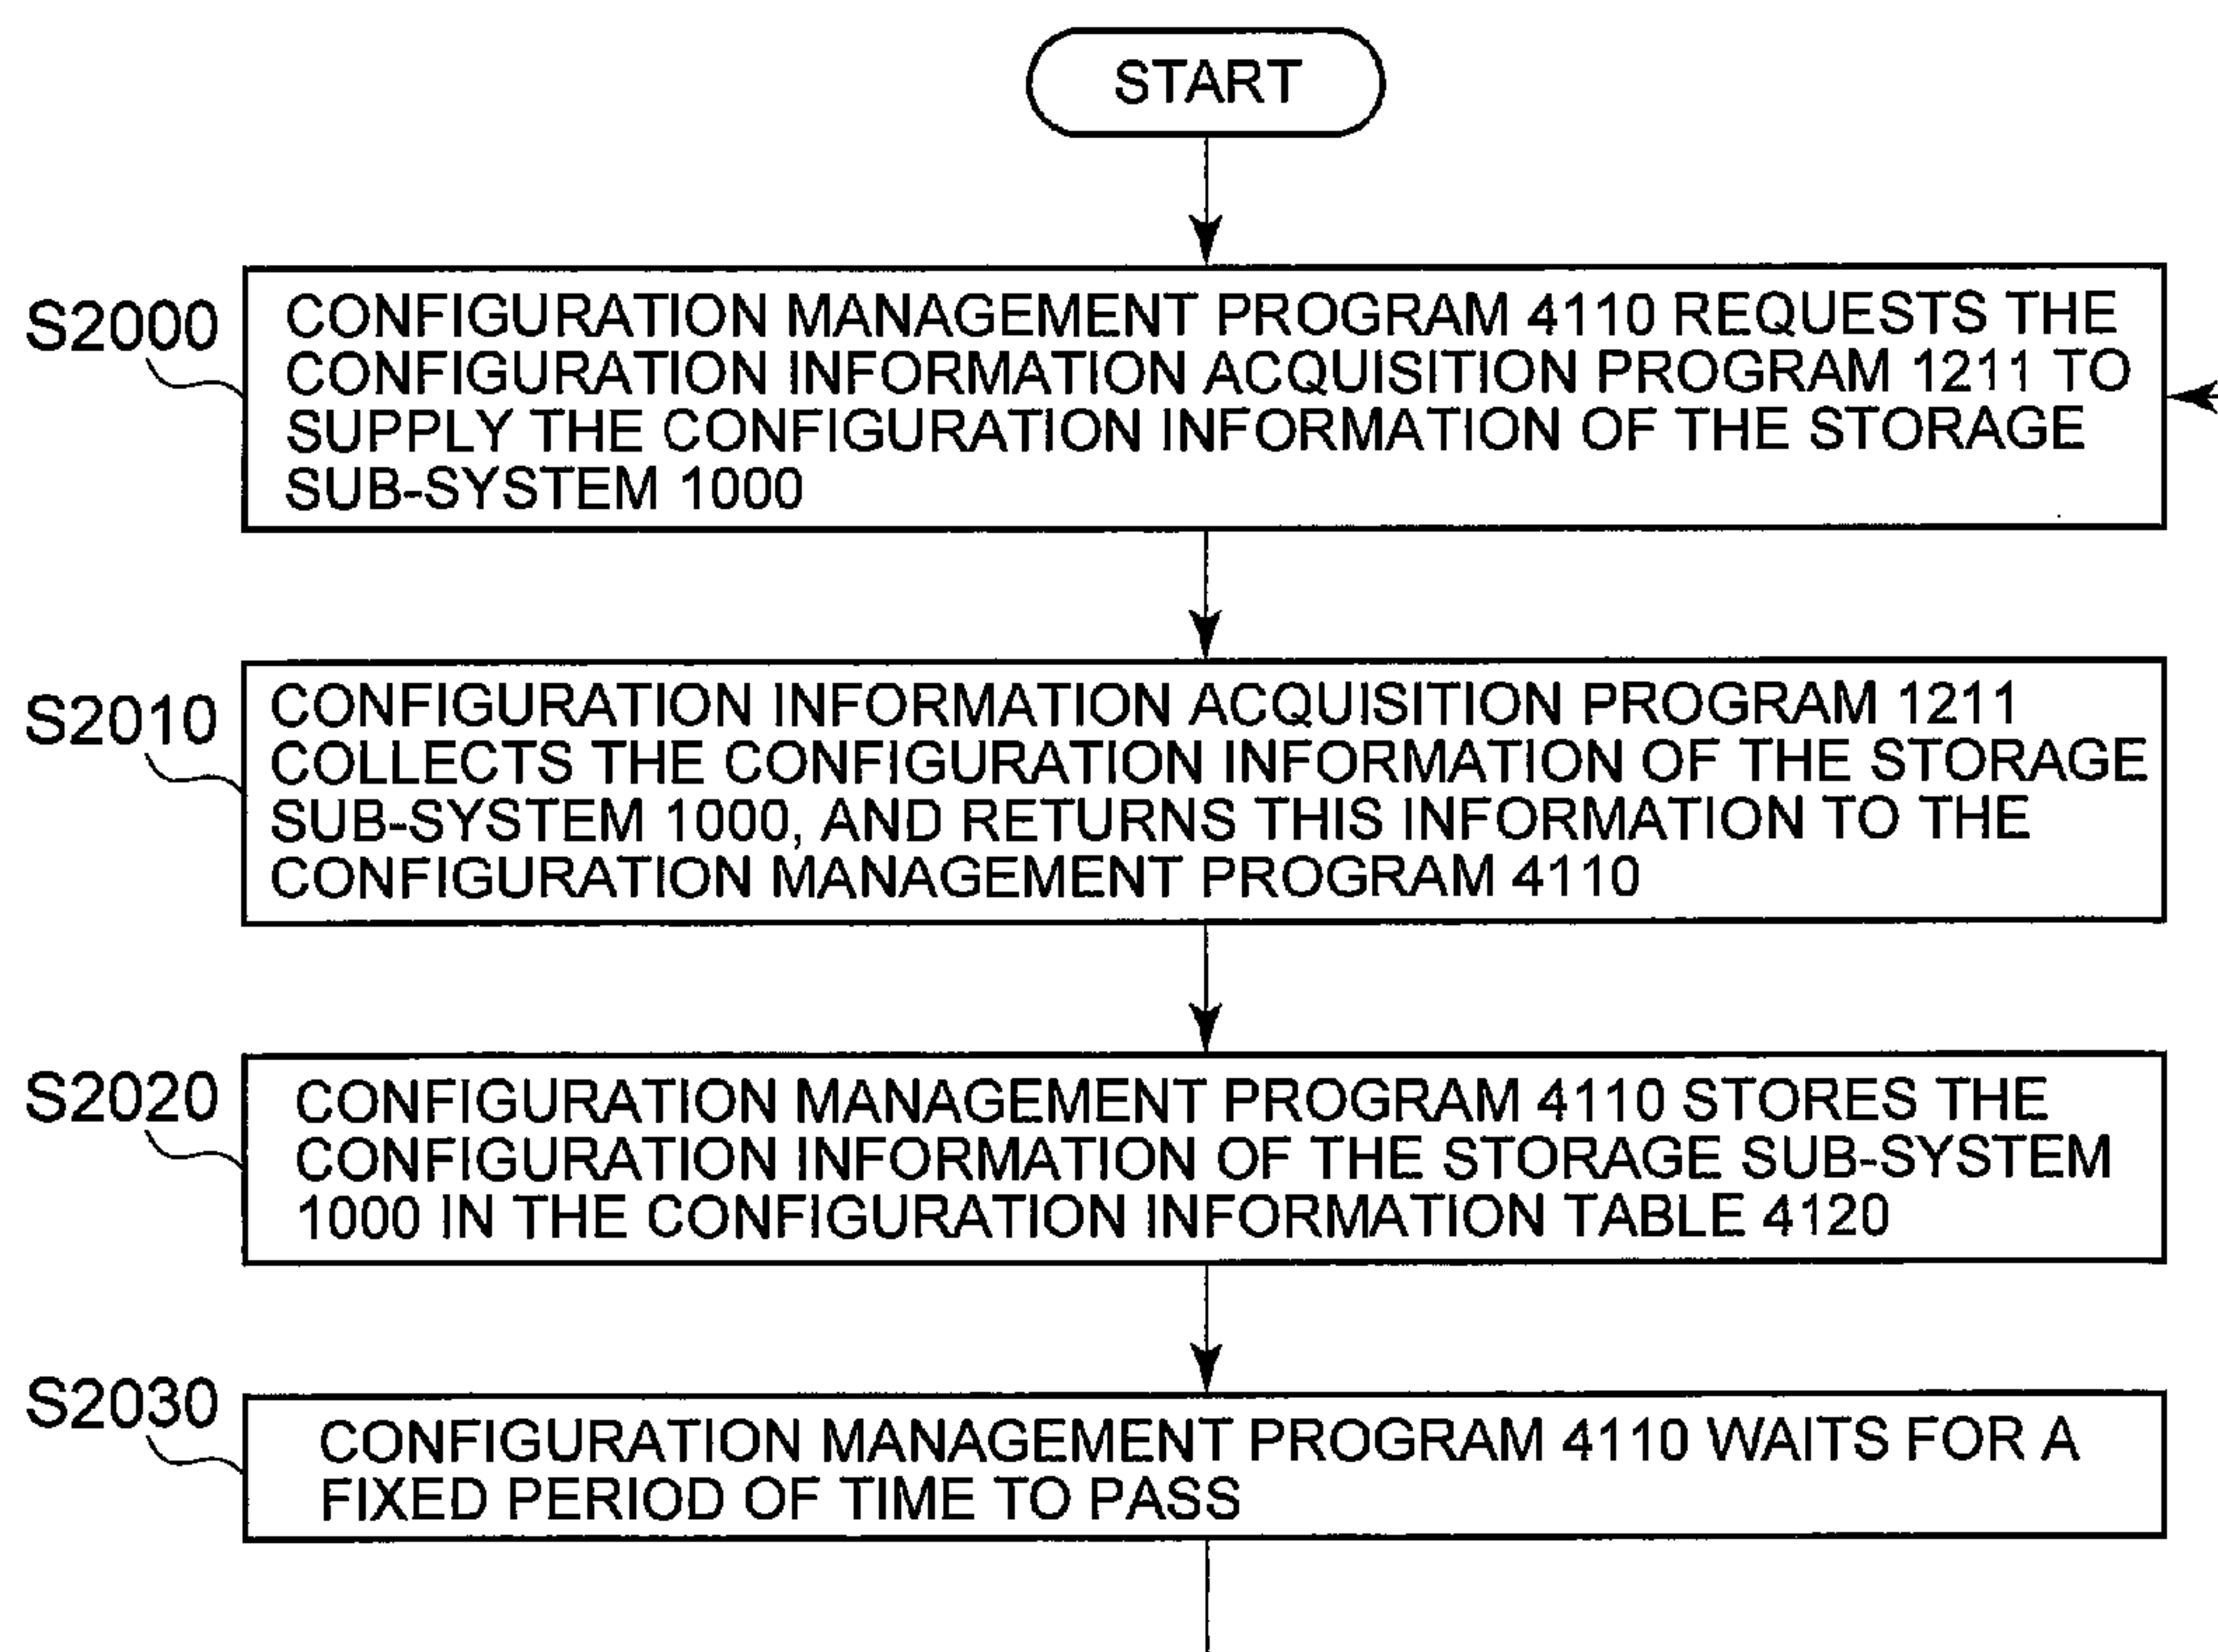 START
S2000
CONFIGURATION MANAGEMENT PROGRAM 4110 REQUESTS THE
CONFIGURATION INFORMATION ACQUISITION PROGRAM 1211 TO
SUPPLY THE CONFIGURATION INFORMATION OF THE STORAGE
SUB-SYSTEM 1000
S2010
CONFIGURATION INFORMATION ACQUISITION PROGRAM 1211
COLLECTS THE CONFIGURATION INFORMATION OF THE STORAGE
SUB-SYSTEM 1000, AND RETURNS THIS INFORMATION TO THE
CONFIGURATION MANAGEMENT PROGRAM 4110
S2020
CONFIGURATION MANAGEMENT PROGRAM 4110 STORES THE
CONFIGURATION INFORMATION OF THE STORAGE SUB-SYSTEM
1000 IN THE CONFIGURATION INFORMATION TABLE 4120
S2030
CONFIGURATION MANAGEMENT PROGRAM 4110 WAITS FOR A
FIXED PERIOD OF TIME TO PASS